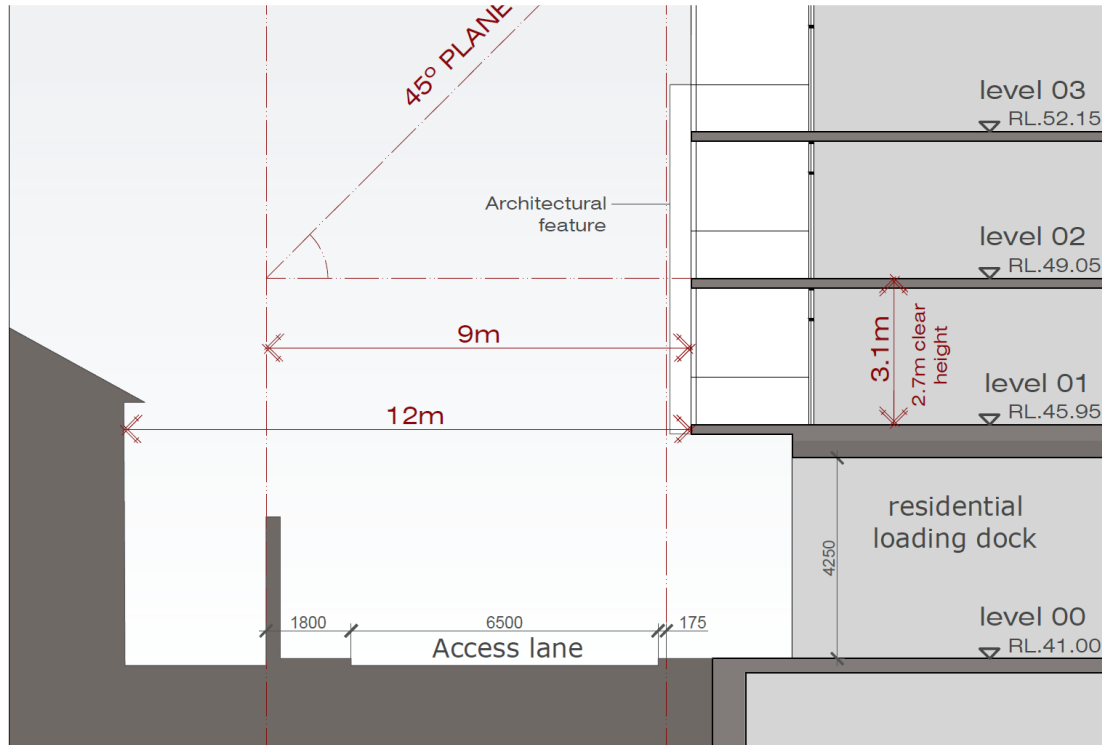 45° PLANE
level 03
RL.52.15
Architectural
feature
level 02
RL.49.05
9m
3.1m
2.7m clear
height
level 01
RL.45.95
12m
residential
loading dock
4250
1800
6500
175
Access lane
level 00
RL.41.00